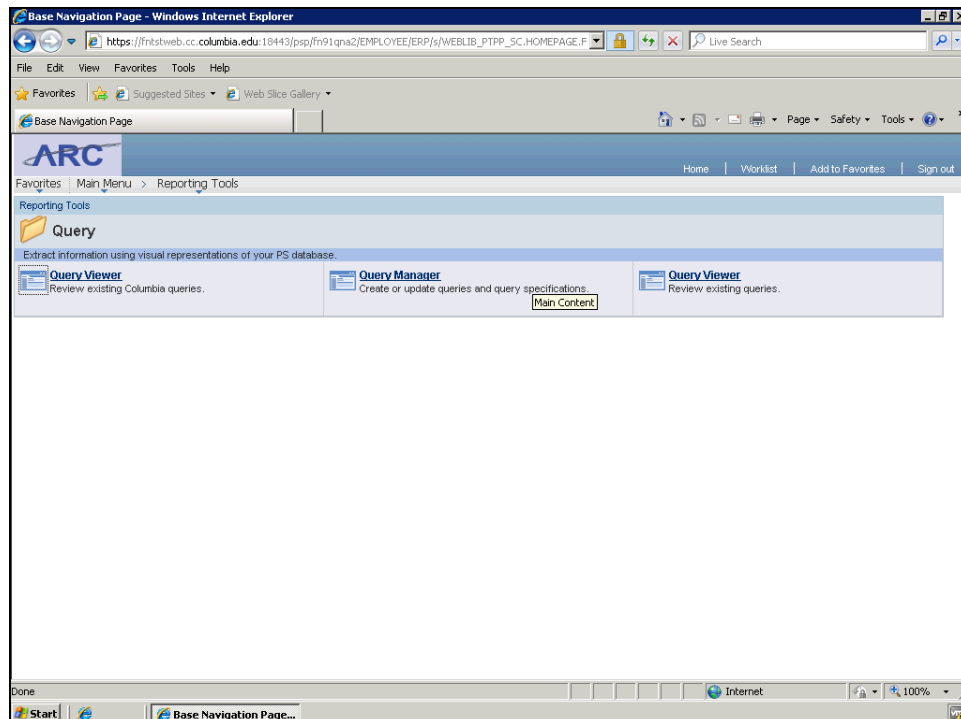 Base Navigation Page - Windows Internet Explorer
https://fntstweb.cc.columbia.edu:18443/psp/fn91qna2/EMPLOYEE/ERP/s/WEBLIB_PTPP_SC.HOMEPAGE.F
Live Search
File Edit View Favorites Tools Help
Favorites Suggested Sites Web Slice Gallery
Base Navigation Page Page Safety Tools
ARC
Home | Worklist | Add to Favorites | Sign out
Favorites Main Menu > Reporting Tools
Reporting Tools
Query
Extract information using visual representations of your PS database.
Query Viewer Query Manager Query Viewer
Review existing Columbia queries. Create or update queries and query specifications. Review existing queries.
Main Content
Done Internet 100%
Start Base Navigation Page...